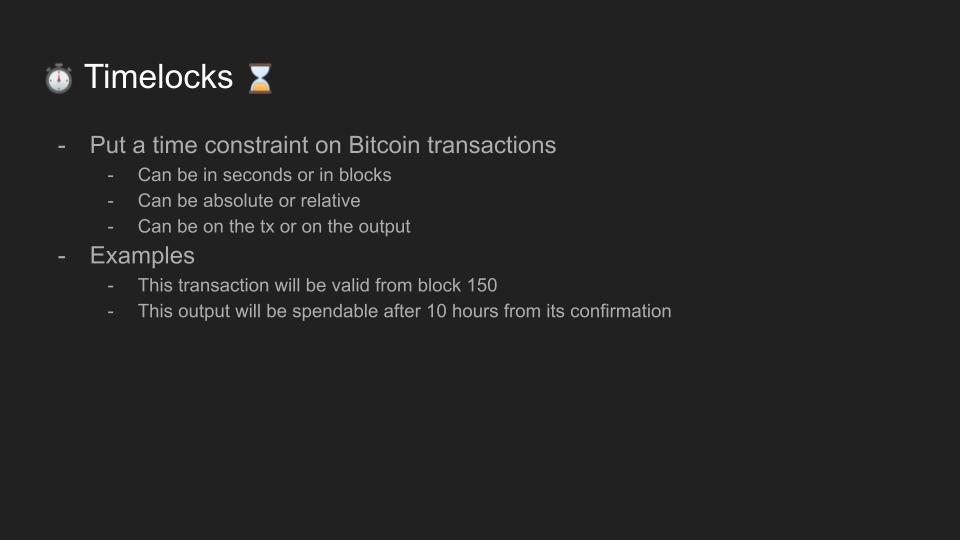 ⏱️ Timelocks ⏳
- Put a time constraint on Bitcoin transactions
- Can be in seconds or in blocks
- Can be absolute or relative
- Can be on the tx or on the output
- Examples
- This transaction will be valid from block 150
- This output will be spendable after 10 hours from its confirmation